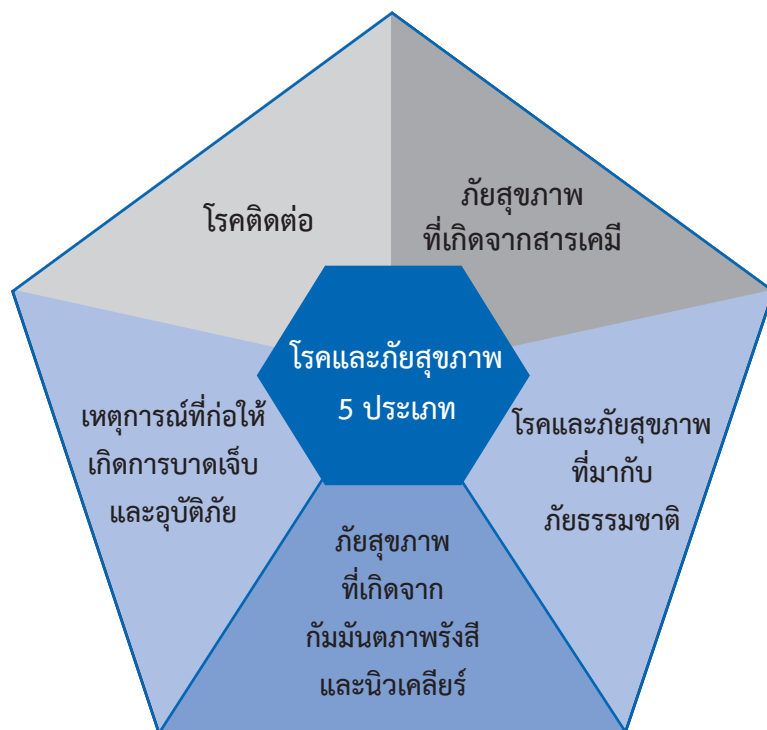 โรคติดต่อ
ภัยสุขภาพ
ที่เกิดจากสารเคมี
โรคและภัยสุขภาพ
5 ประเภท
เหตุการณ์ที่ก่อให้
เกิดการบาดเจ็บ
และอุบัติภัย
โรคและภัยสุขภาพ
ที่มากับ
ภัยธรรมชาติ
ภัยสุขภาพ
ที่เกิดจาก
กัมมันตภาพรังสี
และนิวเคลียร์